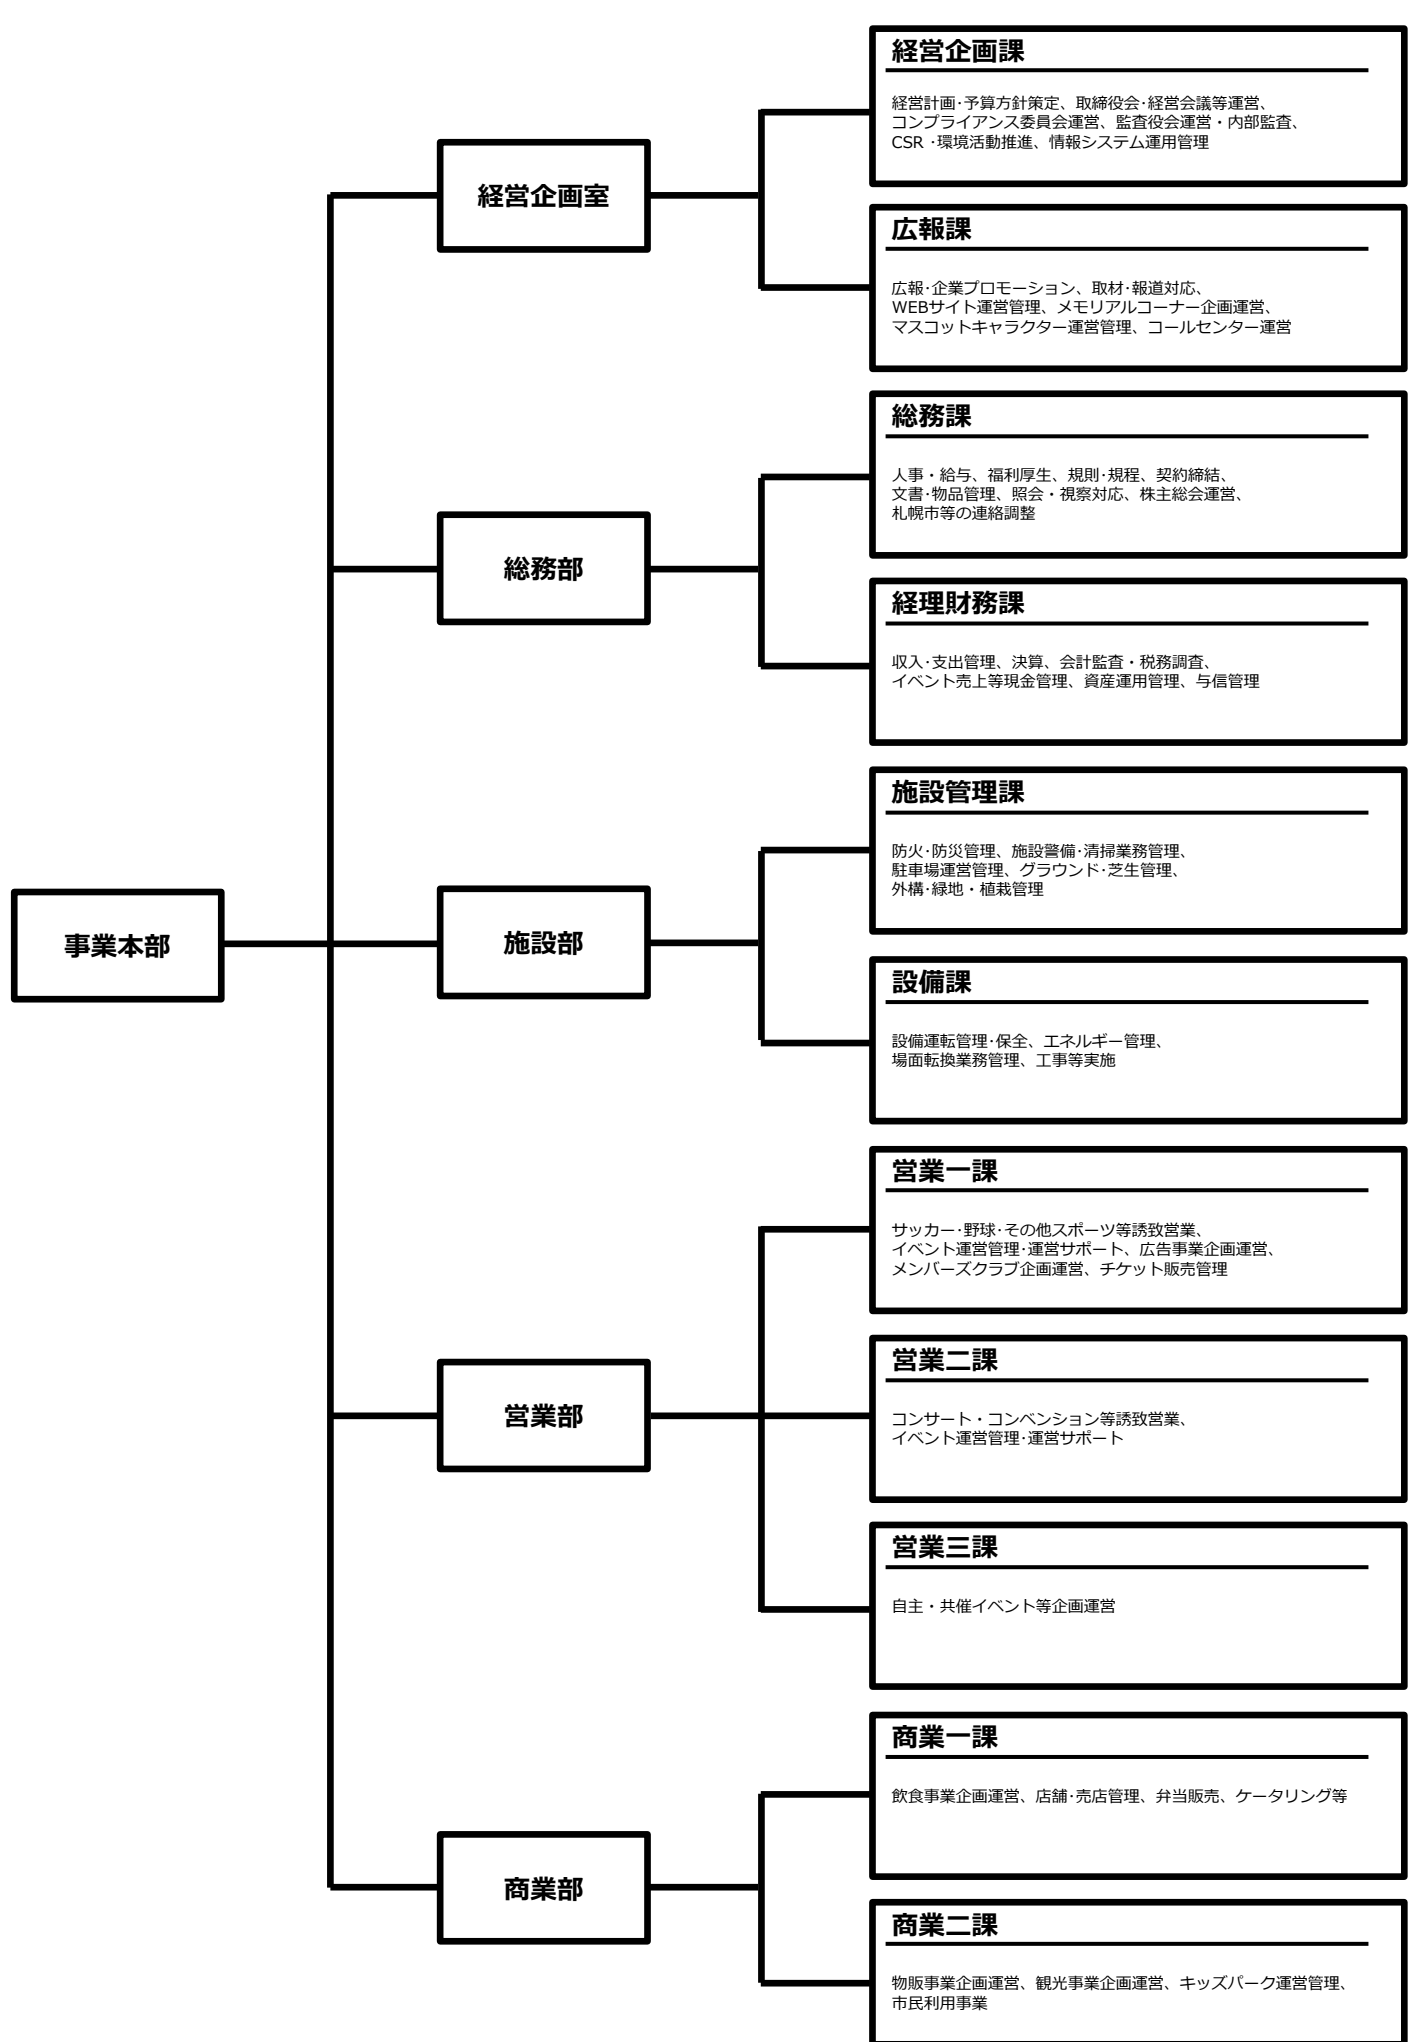 経営企画課
経営計画･予算方針策定、取締役会･経営会議等運営、
コンプライアンス委員会運営、監査役会運営・内部監査、
CSR ･環境活動推進、情報システム運用管理
経営企画室
広報課
広報･企業プロモーション、取材･報道対応、
WEBサイト運営管理、メモリアルコーナー企画運営、
マスコットキャラクター運営管理、コールセンター運営
総務課
人事・給与、福利厚生、規則･規程、契約締結、
文書･物品管理、照会・視察対応、株主総会運営、
札幌市等の連絡調整
総務部
経理財務課
収入･支出管理、決算、会計監査・税務調査、
イベント売上等現金管理、資産運用管理、与信管理
施設管理課
防火･防災管理、施設警備･清掃業務管理、
駐車場運営管理、グラウンド･芝生管理、
外構･緑地・植栽管理
事業本部
施設部
設備課
設備運転管理･保全、エネルギー管理、
場面転換業務管理、工事等実施
営業一課
サッカー･野球･その他スポーツ等誘致営業、
イベント運営管理･運営サポート、広告事業企画運営、
メンバーズクラブ企画運営、チケット販売管理
営業部
営業二課
コンサート・コンベンション等誘致営業、
イベント運営管理･運営サポート
営業三課
自主・共催イベント等企画運営
商業一課
飲食事業企画運営、店舗･売店管理、弁当販売、ケータリング等
商業部
商業二課
物販事業企画運営、観光事業企画運営、キッズパーク運営管理、
市民利用事業